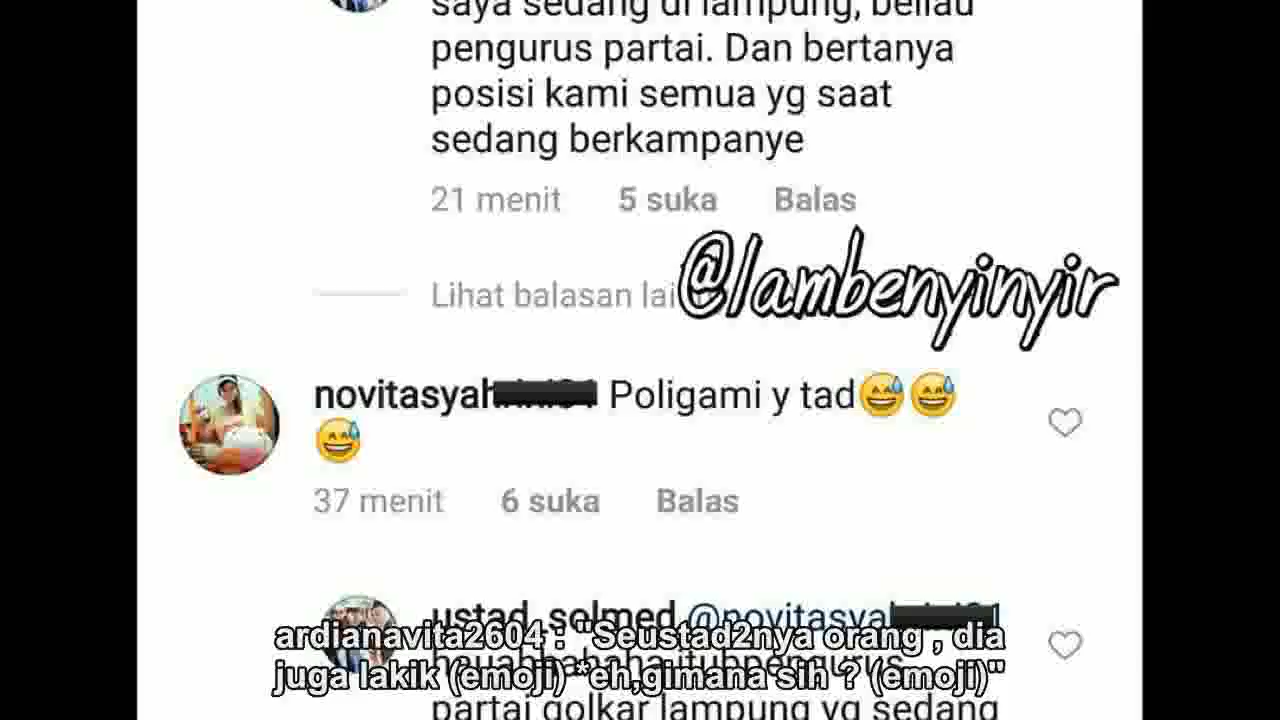 saya sedang di lampung, beliau
pengurus partai. Dan bertanya
posisi kami semua yg saat
sedang berkampanye
21 menit 5 suka Balas
@lambenyinyir
Lihat balasan
novitasyah Poligami y tad😅😅
😅
37 menit 6 suka Balas
ustad_solmed @novitasya
ardianavita2604 : "Seustad2nya orang , dia
juga lakik (emoji) *eh,gimana sih ? (emoji)"
partai golkar lampung yg sedang